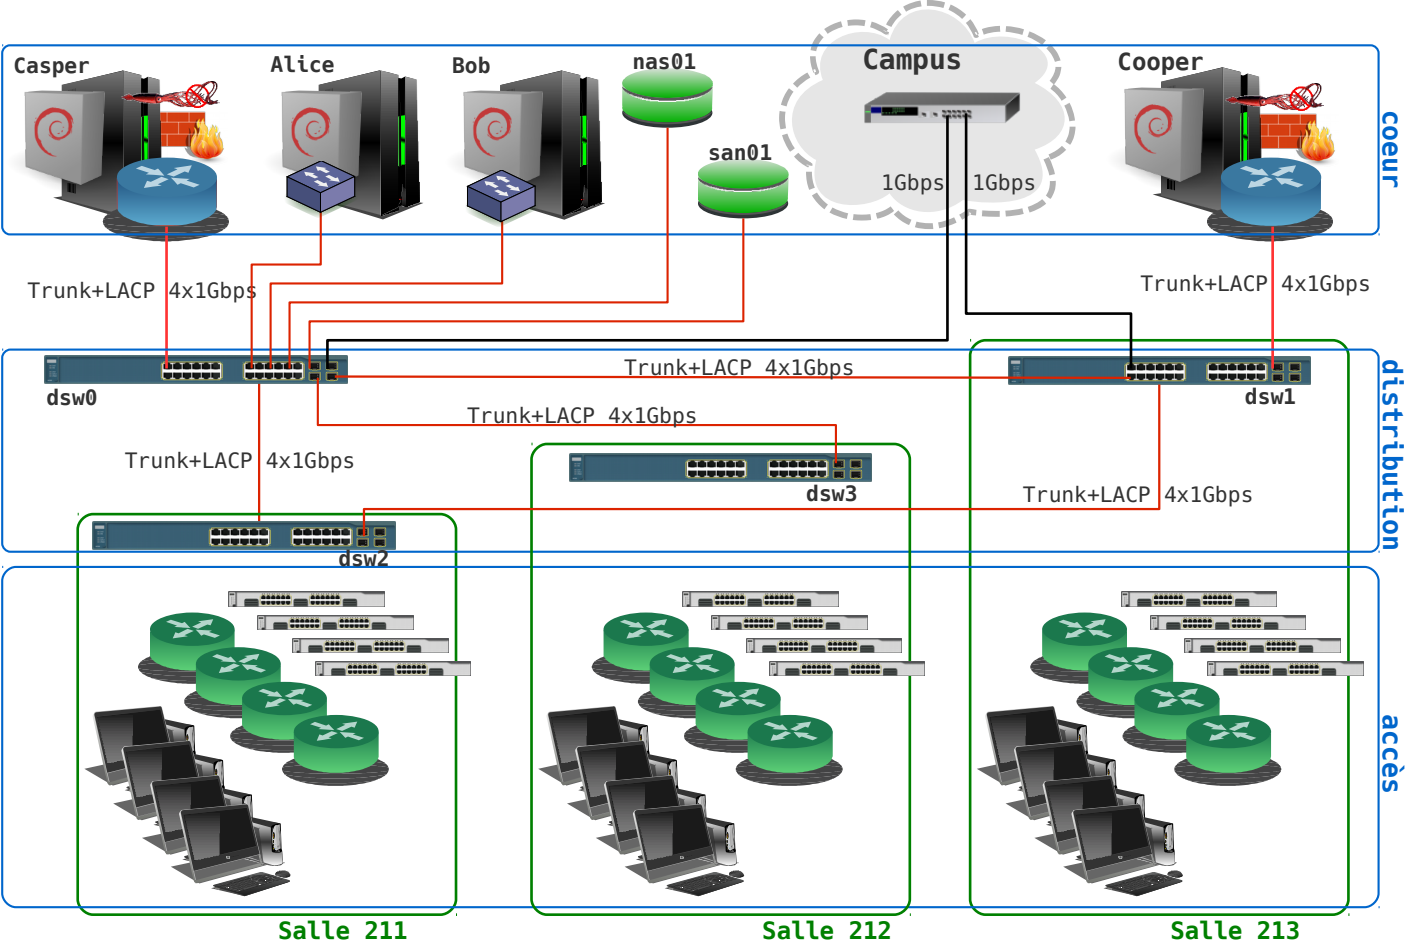 Casper
Alice
Bob
nas01
san01
Campus
Cooper
coeur
1Gbps
1Gbps
Trunk+LACP 4x1Gbps
Trunk+LACP 4x1Gbps
dsw0
Trunk+LACP 4x1Gbps
dsw1
Trunk+LACP 4x1Gbps
Trunk+LACP 4x1Gbps
dsw3
Trunk+LACP 4x1Gbps
dsw2
distribution
accès
Salle 211
Salle 212
Salle 213